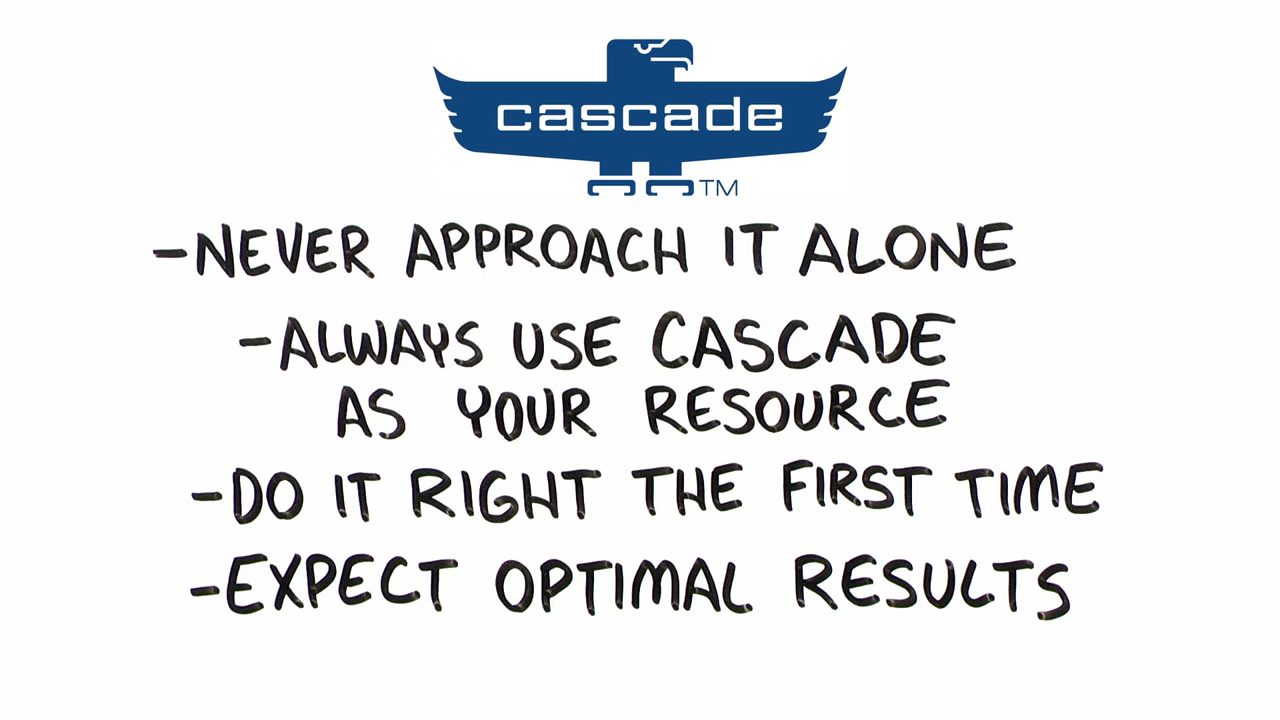 cascade
TM
-NEVER APPROACH IT ALONE
-ALWAYS USE CASCADE
AS YOUR RESOURCE
-DO IT RIGHT THE FIRST TIME
-EXPECT OPTIMAL RESULTS